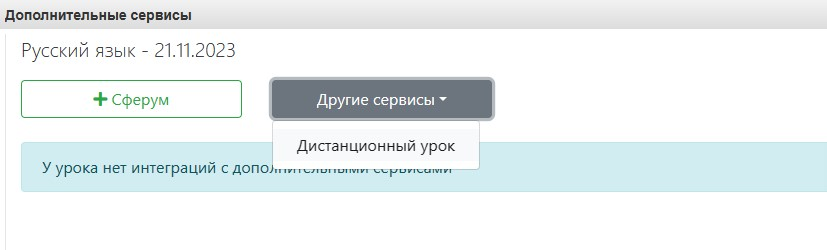 Дополнительные сервисы
Русский язык - 21.11.2023
+ Сферум
Другие сервисы
Дистанционный урок
У урока нет интеграций с дополнительными сервисами